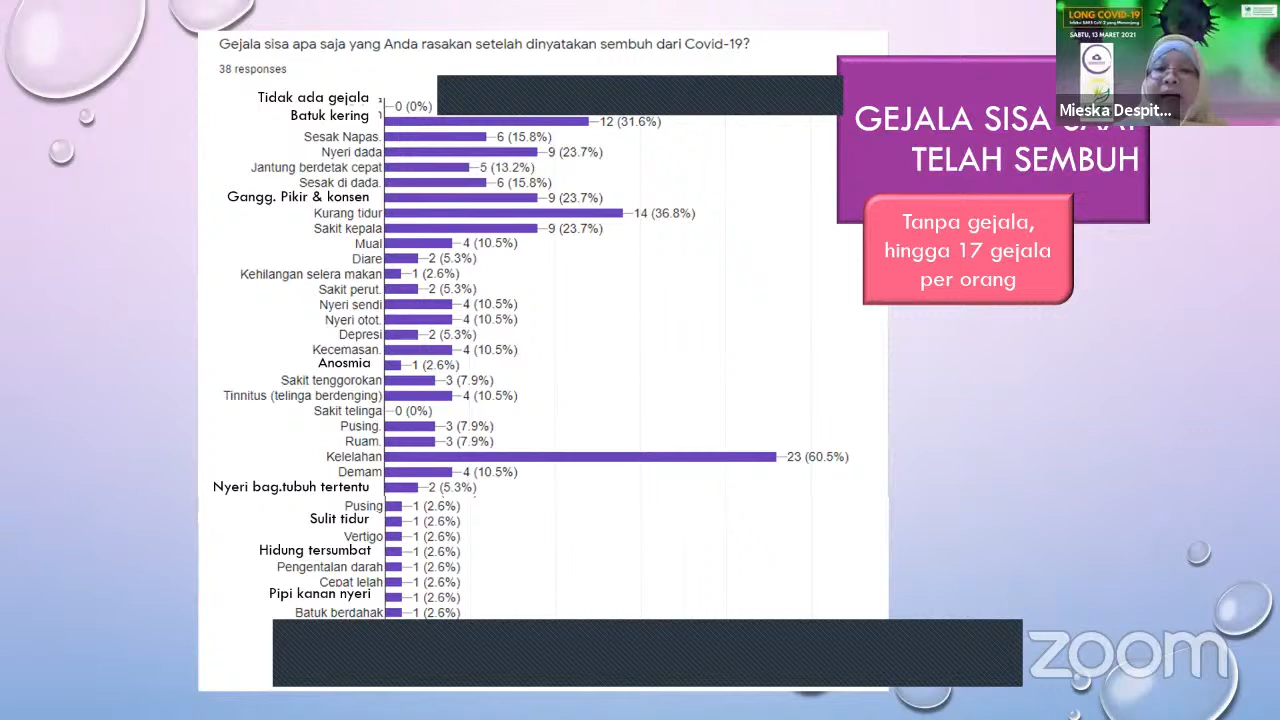 Gejala sisa apa saja yang Anda rasakan setelah dinyatakan sembuh dari Covid-19?
38 responses
Tidak ada gejala 0 (0%)
Batuk kering 12 (31.6%)
Sesak Napas. 6 (15.8%)
Nyeri dada 9 (23.7%)
Jantung berdetak cepat 5 (13.2%)
Sesak di dada. 6 (15.8%)
Gangg. Pikir & konsen 9 (23.7%)
Kurang tidur 14 (36.8%)
Sakit kepala 9 (23.7%)
Mual 4 (10.5%)
Diare 2 (5.3%)
Kehilangan selera makan 1 (2.6%)
Sakit perut. 2 (5.3%)
Nyeri sendi 4 (10.5%)
Nyeri otot. 4 (10.5%)
Depresi 2 (5.3%)
Kecemasan. 4 (10.5%)
Anosmia 1 (2.6%)
Sakit tenggorokan 3 (7.9%)
Tinnitus (telinga berdenging) 4 (10.5%)
Sakit telinga 0 (0%)
Pusing. 3 (7.9%)
Ruam. 3 (7.9%)
Kelelahan 23 (60.5%)
Demam 4 (10.5%)
Nyeri bag.tubuh tertentu 2 (5.3%)
Pusing 1 (2.6%)
Sulit tidur 1 (2.6%)
Vertigo 1 (2.6%)
Hidung tersumbat 1 (2.6%)
Pengentalan darah 1 (2.6%)
Cepat lelah 1 (2.6%)
Pipi kanan nyeri 1 (2.6%)
Batuk berdahak 1 (2.6%)
GEJALA SISA SAAT
TELAH SEMBUH
Tanpa gejala,
hingga 17 gejala
per orang
LONG COVID-19
Infeksi SARS CoV-2 yang Memanjang
SABTU, 13 MARET 2021
Mieska Despit...
zoom